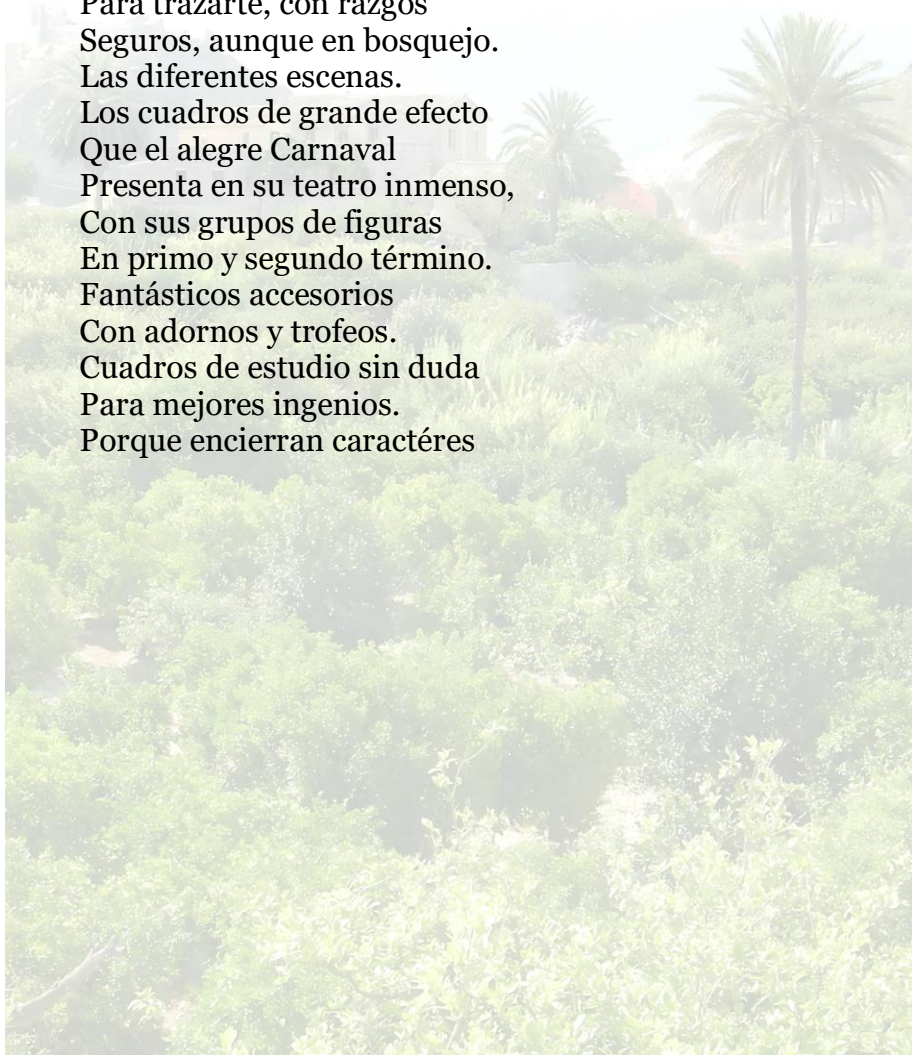 Para trazarte, con razgos
Seguros, aunque en bosquejo.
Las diferentes escenas.
Los cuadros de grande efecto
Que el alegre Carnaval
Presenta en su teatro inmenso,
Con sus grupos de figuras
En primo y segundo término.
Fantásticos accesorios
Con adornos y trofeos.
Cuadros de estudio sin duda
Para mejores ingenios.
Porque encierran caractéres